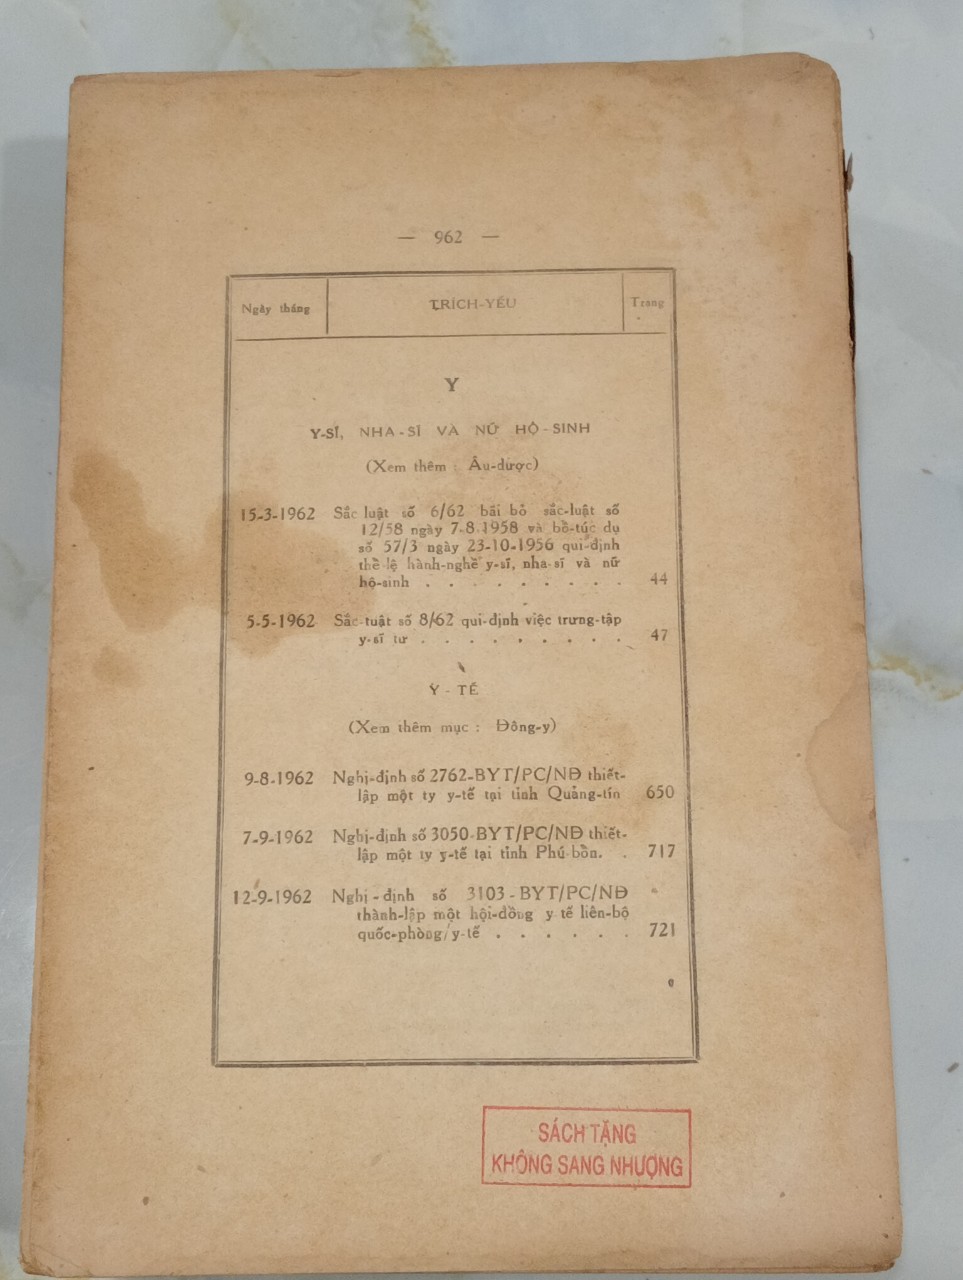 — 962 —
Ngày tháng
TRÍCH-YẾU
Trang
Y
Y-SĨ, NHA-SĨ VÀ NỮ HỘ-SINH
(Xem thêm : Âu-dược)
15-3-1962 Sắc luật số 6/62 bãi bỏ sắc-luật số
12/58 ngày 7-8-1958 và bổ-túc dụ
số 57/3 ngày 23-10-1956 qui-định
thể lệ hành-nghề y-sĩ, nha-sĩ và nữ
hộ-sinh . . . . . . . . . 44
5-5-1962 Sắc-tuật số 8/62 qui-định việc trưng-tập
y-sĩ tư . . . . . . . . . 47
Y - TẾ
(Xem thêm mục : Đông-y)
9-8-1962 Nghị-định số 2762-BYT/PC/NĐ thiết-
lập một ty y-tế tại tỉnh Quảng-tín 650
7-9-1962 Nghị-định số 3050-BYT/PC/NĐ thiết-
lập một ty y-tế tại tỉnh Phú-bổn. . 717
12-9-1962 Nghị-định số 3103-BYT/PC/NĐ
thành-lập một hội-đồng y tế liên-bộ
quốc-phòng/y-tế . . . . . . 721
SÁCH TẶNG
KHÔNG SANG NHƯỢNG